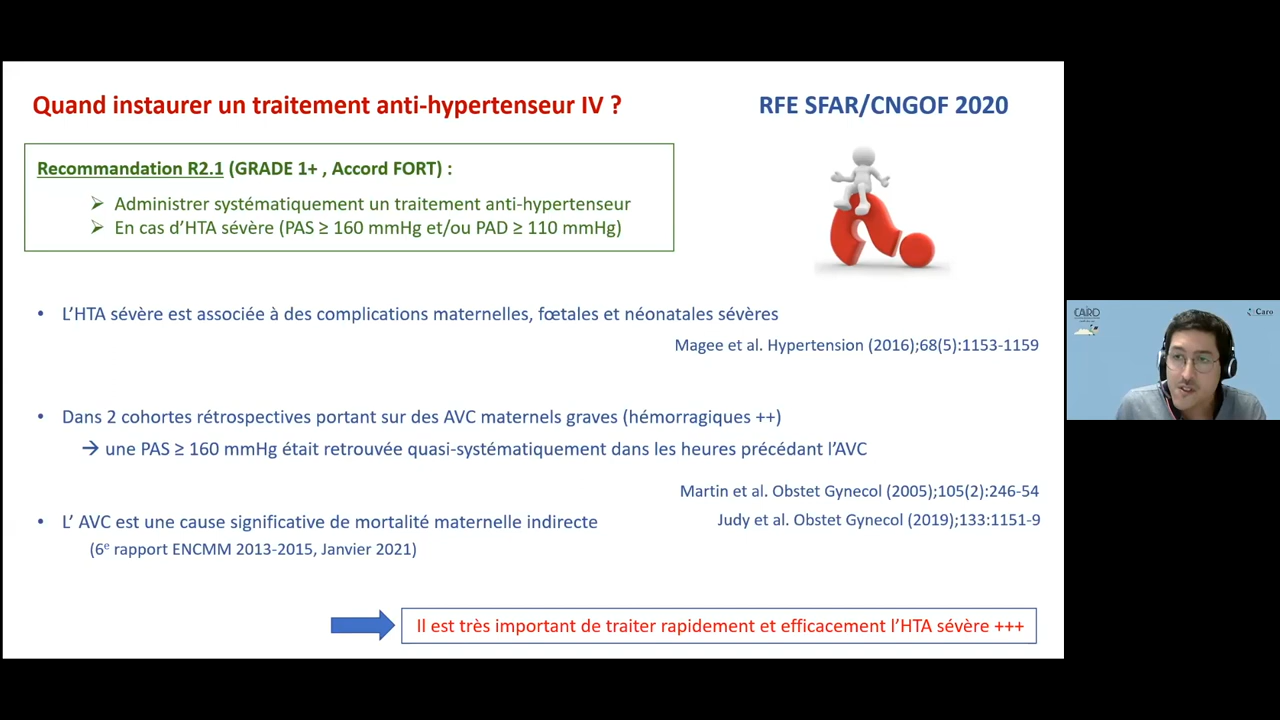 Quand instaurer un traitement anti-hypertenseur IV ?
RFE SFAR/CNGOF 2020
Recommandation R2.1 (GRADE 1+ , Accord FORT) :
➢ Administrer systématiquement un traitement anti-hypertenseur
➢ En cas d’HTA sévère (PAS ≥ 160 mmHg et/ou PAD ≥ 110 mmHg)
• L’HTA sévère est associée à des complications maternelles, fœtales et néonatales sévères
Magee et al. Hypertension (2016);68(5):1153-1159
• Dans 2 cohortes rétrospectives portant sur des AVC maternels graves (hémorragiques ++)
→ une PAS ≥ 160 mmHg était retrouvée quasi-systématiquement dans les heures précédant l’AVC
Martin et al. Obstet Gynecol (2005);105(2):246-54
Judy et al. Obstet Gynecol (2019);133:1151-9
• L’ AVC est une cause significative de mortalité maternelle indirecte
(6e rapport ENCMM 2013-2015, Janvier 2021)
Il est très important de traiter rapidement et efficacement l’HTA sévère +++
CARO
Caro